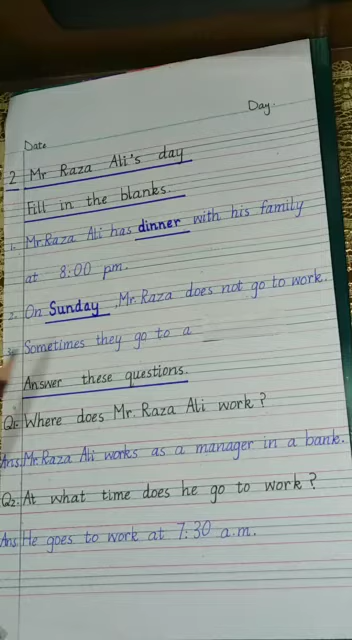 Day.
Date
2 Mr Raza Ali's day
Fill in the blanks.
1. Mr.Raza Ali has dinner with his family
at 8:00 pm.
2. On Sunday, Mr. Raza does not go to work.
3. Sometimes they go to a
Answer these questions.
Q1. Where does Mr. Raza Ali work?
Ans. Mr.Raza Ali works as a manager in a bank.
Q2. At what time does he go to work?
Ans He goes to work at 7:30 a.m.